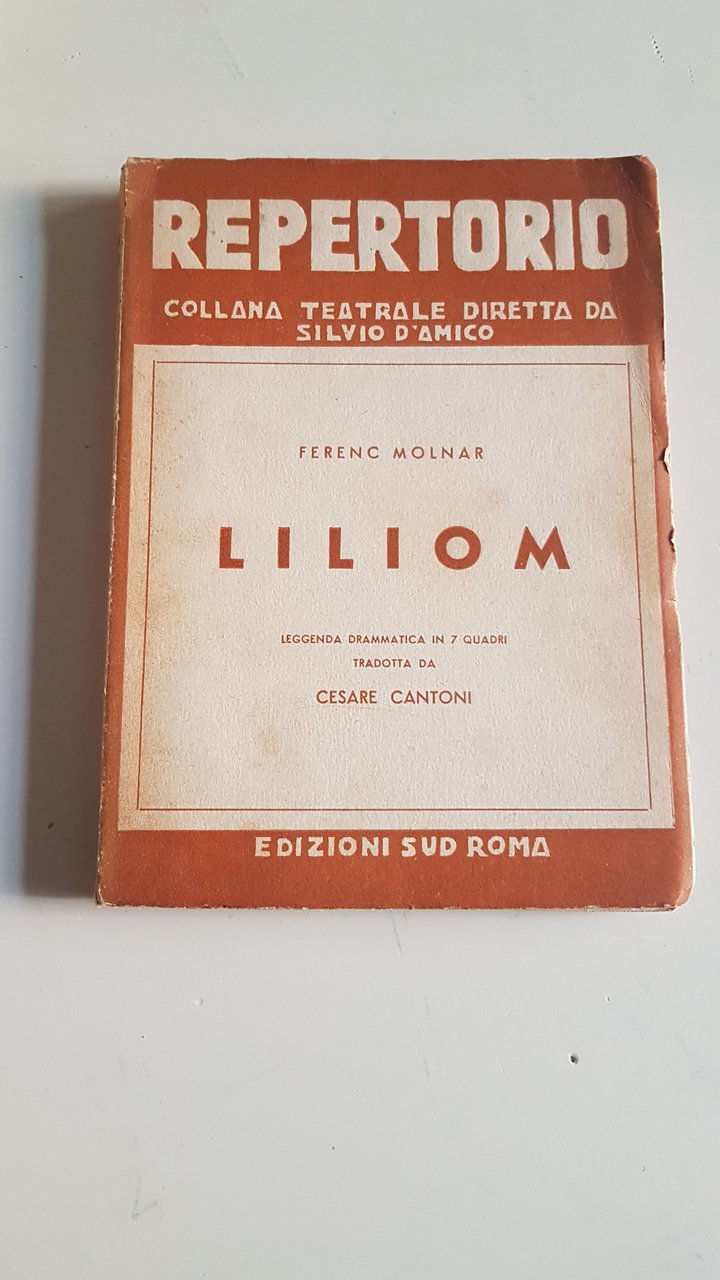 REPERTORIO
COLLANA TEATRALE DIRETTA DA
SILVIO D'AMICO
FERENC MOLNAR
LILIOM
LEGGENDA DRAMMATICA IN 7 QUADRI
TRADOTTA DA
CESARE CANTONI
EDIZIONI SUD ROMA